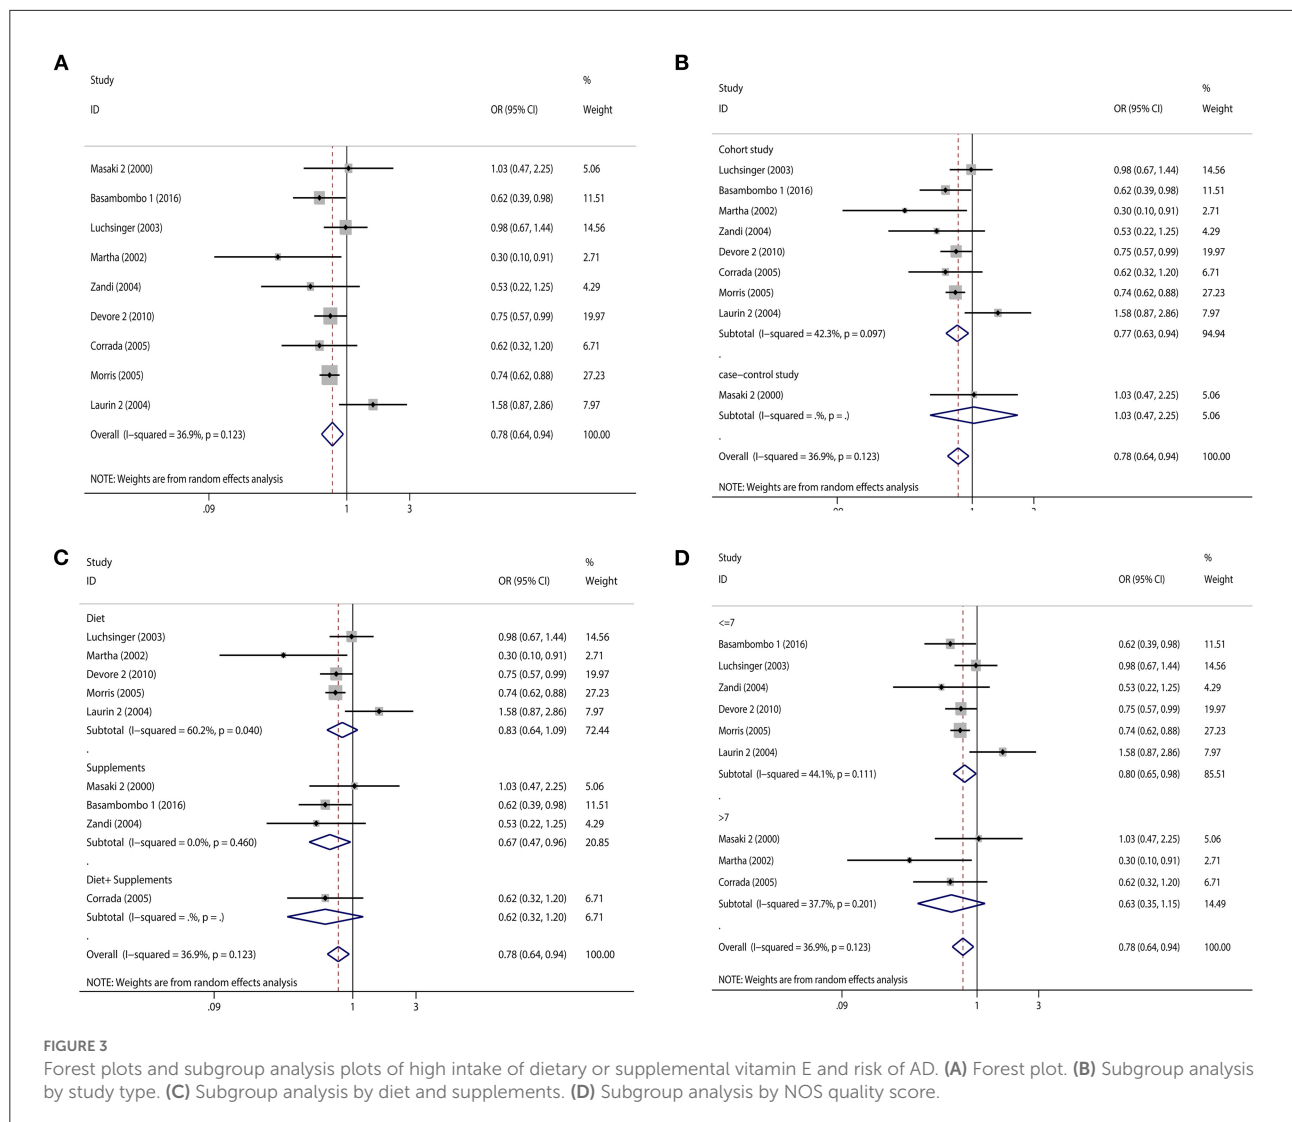 A
Study %
ID OR (95% CI) Weight
Masaki 2 (2000) 1.03 (0.47, 2.25) 5.06
Basambombo 1 (2016) 0.62 (0.39, 0.98) 11.51
Luchsinger (2003) 0.98 (0.67, 1.44) 14.56
Martha (2002) 0.30 (0.10, 0.91) 2.71
Zandi (2004) 0.53 (0.22, 1.25) 4.29
Devore 2 (2010) 0.75 (0.57, 0.99) 19.97
Corrada (2005) 0.62 (0.32, 1.20) 6.71
Morris (2005) 0.74 (0.62, 0.88) 27.23
Laurin 2 (2004) 1.58 (0.87, 2.86) 7.97
Overall (I−squared = 36.9%, p = 0.123) 0.78 (0.64, 0.94) 100.00
NOTE: Weights are from random effects analysis
.09 1 3
B
Study %
ID OR (95% CI) Weight
Cohort study
Luchsinger (2003) 0.98 (0.67, 1.44) 14.56
Basambombo 1 (2016) 0.62 (0.39, 0.98) 11.51
Martha (2002) 0.30 (0.10, 0.91) 2.71
Zandi (2004) 0.53 (0.22, 1.25) 4.29
Devore 2 (2010) 0.75 (0.57, 0.99) 19.97
Corrada (2005) 0.62 (0.32, 1.20) 6.71
Morris (2005) 0.74 (0.62, 0.88) 27.23
Laurin 2 (2004) 1.58 (0.87, 2.86) 7.97
Subtotal (I−squared = 42.3%, p = 0.097) 0.77 (0.63, 0.94) 94.94
.
case−control study
Masaki 2 (2000) 1.03 (0.47, 2.25) 5.06
Subtotal (I−squared = .%, p = .) 1.03 (0.47, 2.25) 5.06
.
Overall (I−squared = 36.9%, p = 0.123) 0.78 (0.64, 0.94) 100.00
NOTE: Weights are from random effects analysis
1
C
Study %
ID OR (95% CI) Weight
Diet
Luchsinger (2003) 0.98 (0.67, 1.44) 14.56
Martha (2002) 0.30 (0.10, 0.91) 2.71
Devore 2 (2010) 0.75 (0.57, 0.99) 19.97
Morris (2005) 0.74 (0.62, 0.88) 27.23
Laurin 2 (2004) 1.58 (0.87, 2.86) 7.97
Subtotal (I−squared = 60.2%, p = 0.040) 0.83 (0.64, 1.09) 72.44
.
Supplements
Masaki 2 (2000) 1.03 (0.47, 2.25) 5.06
Basambombo 1 (2016) 0.62 (0.39, 0.98) 11.51
Zandi (2004) 0.53 (0.22, 1.25) 4.29
Subtotal (I−squared = 0.0%, p = 0.460) 0.67 (0.47, 0.96) 20.85
.
Diet+ Supplements
Corrada (2005) 0.62 (0.32, 1.20) 6.71
Subtotal (I−squared = .%, p = .) 0.62 (0.32, 1.20) 6.71
.
Overall (I−squared = 36.9%, p = 0.123) 0.78 (0.64, 0.94) 100.00
NOTE: Weights are from random effects analysis
.09 1 3
D
Study %
ID OR (95% CI) Weight
<=7
Basambombo 1 (2016) 0.62 (0.39, 0.98) 11.51
Luchsinger (2003) 0.98 (0.67, 1.44) 14.56
Zandi (2004) 0.53 (0.22, 1.25) 4.29
Devore 2 (2010) 0.75 (0.57, 0.99) 19.97
Morris (2005) 0.74 (0.62, 0.88) 27.23
Laurin 2 (2004) 1.58 (0.87, 2.86) 7.97
Subtotal (I−squared = 44.1%, p = 0.111) 0.80 (0.65, 0.98) 85.51
.
>7
Masaki 2 (2000) 1.03 (0.47, 2.25) 5.06
Martha (2002) 0.30 (0.10, 0.91) 2.71
Corrada (2005) 0.62 (0.32, 1.20) 6.71
Subtotal (I−squared = 37.7%, p = 0.201) 0.63 (0.35, 1.15) 14.49
.
Overall (I−squared = 36.9%, p = 0.123) 0.78 (0.64, 0.94) 100.00
NOTE: Weights are from random effects analysis
.09 1 3
FIGURE 3
Forest plots and subgroup analysis plots of high intake of dietary or supplemental vitamin E and risk of AD. (A) Forest plot. (B) Subgroup analysis
by study type. (C) Subgroup analysis by diet and supplements. (D) Subgroup analysis by NOS quality score.